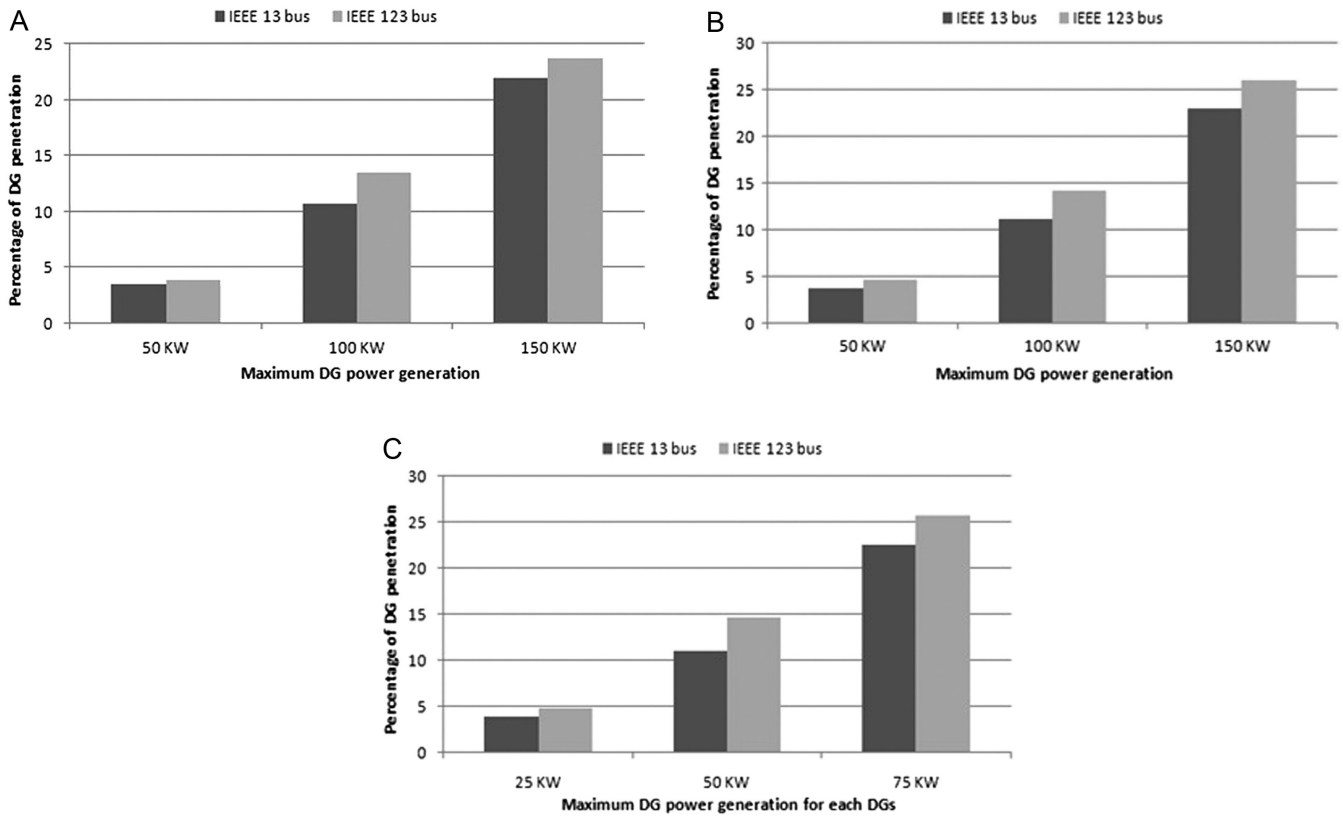 A
IEEE 13 bus IEEE 123 bus
25
20
15
10
5
0
Percentage of DG penetration
50 KW 100 KW 150 KW
Maximum DG power generation
B
IEEE 13 bus IEEE 123 bus
30
25
20
15
10
5
0
Percentage of DG penetration
50 KW 100 KW 150 KW
Maximum DG power generation
C
IEEE 13 bus IEEE 123 bus
30
25
20
15
10
5
0
Percentage of DG penetration
25 KW 50 KW 75 KW
Maximum DG power generation for each DGs